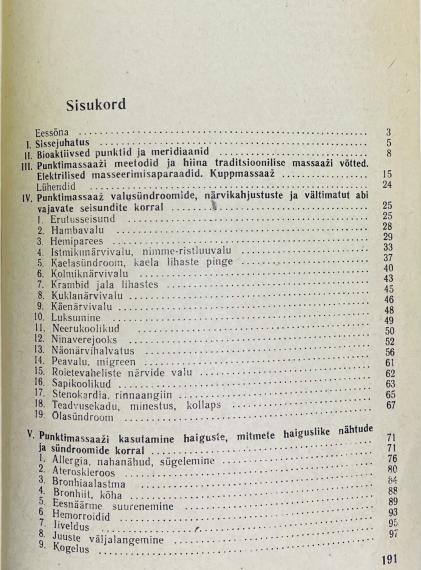 Sisukord
Eessõna 3
I. Sissejuhatus 5
II. Bioaktiivsed punktid ja meridiaanid 8
III. Punktimassaaži meetodid ja hiina traditsioonilise massaaži võtted.
Elektrilised masseerimisaparaadid. Kuppmassaaž 15
Lühendid 24
IV. Punktimassaaž valusündroomide, närvikahjustuste ja vältimatut abi
vajavate seisundite korral 25
1. Erutusseisund 25
2. Hambavalu 28
3. Hemiparees 29
4. Istmikunärvivalu, nimme-ristluuvalu 33
5. Kaelasündroom, kaela lihaste pinge 37
6. Kolmiknärvivalu 40
7. Krambid jala lihastes 43
8. Kuklanärvivalu 45
9. Käenärvivalu 46
10. Luksumine 48
11. Neerukoolikud 49
12. Ninaverejooks 50
13. Näonärvihalvatus 52
14. Peavalu, migreen 56
15. Roietevaheliste närvide valu 61
16. Sapikoolikud 62
17. Stenokardia, rinnaangiin 63
18. Teadvusekadu, minestus, kollaps 65
19. Õlasündroom 67
V. Punktimassaaži kasutamine haiguste, mitmete haiguslike nähtude
ja sündroomide korral 71
1. Allergia, nahanähud, sügelemine 71
2. Ateroskleroos 76
3. Bronhiaalastma 80
4. Bronhiit, köha 84
5. Eesnäärme suurenemine 88
6. Hemorroidid 89
7. Iiveldus 93
8. Juuste väljalangemine 95
9. Kogelus 97
191